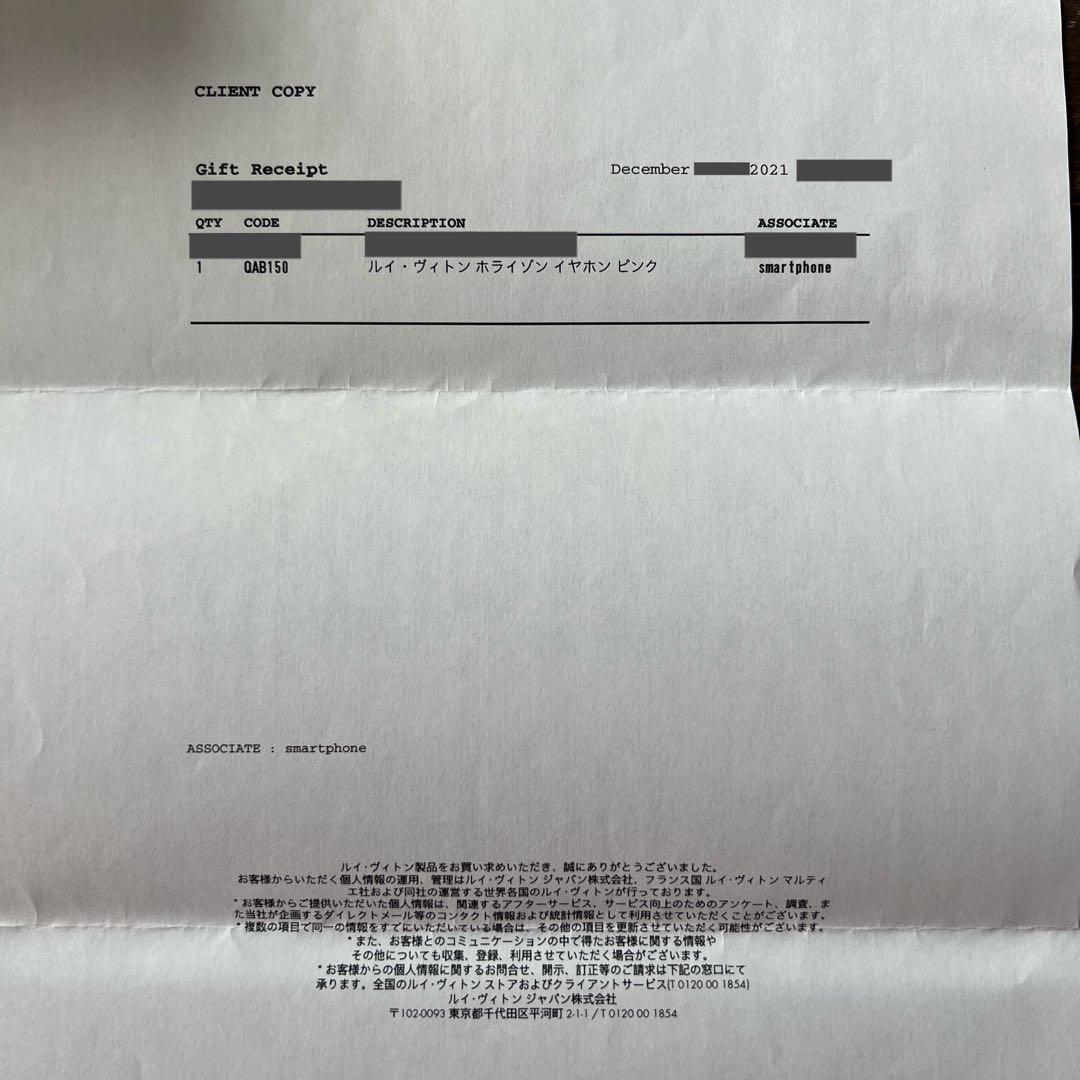 CLIENT COPY
Gift Receipt December 2021
QTY CODE DESCRIPTION ASSOCIATE
1 QAB150 ルイ・ヴィトン ホライゾン イヤホン ピンク smartphone
ASSOCIATE : smartphone
ルイ・ヴィトン製品をお買い求めいただき、誠にありがとうございました。
お客様からいただく個人情報の運用、管理はルイ・ヴィトン ジャパン株式会社、フランス国 ルイ・ヴィトン マルティ
エ社および同社の運営する世界各国のルイ・ヴィトンが行っております。
* お客様からご提供いただいた個人情報は、関連するアフターサービス、サービス向上のためのアンケート、調査、ま
た当社が企画するダイレクトメール等のコンタクト情報および統計情報として利用させていただくことがございます。
* 複数の項目で同一の情報をすでにいただいている場合は、その他の項目を更新させていただく可能性がございます。
* また、お客様とのコミュニケーションの中で得たお客様に関する情報や
その他についても収集、登録、利用させていただく場合がございます。
* お客様からの個人情報に関するお問合せ、開示、訂正等のご請求は下記の窓口にて
承ります。全国のルイ・ヴィトン ストアおよびクライアントサービス(T 0120 00 1854)
ルイ・ヴィトン ジャパン株式会社
〒102-0093 東京都千代田区平河町 2-1-1 / T 0120 00 1854